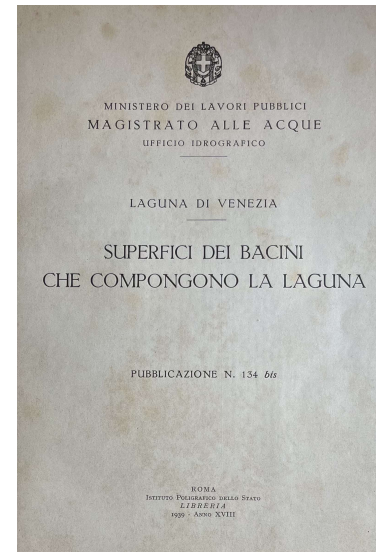 MINISTERO DEI LAVORI PUBBLICI
MAGISTRATO ALLE ACQUE
UFFICIO IDROGRAFICO
LAGUNA DI VENEZIA
SUPERFICI DEI BACINI
CHE COMPONGONO LA LAGUNA
PUBBLICAZIONE N. 134 bis
ROMA
ISTITUTO POLIGRAFICO DELLO STATO
LIBRERIA
1939 - ANNO XVIII